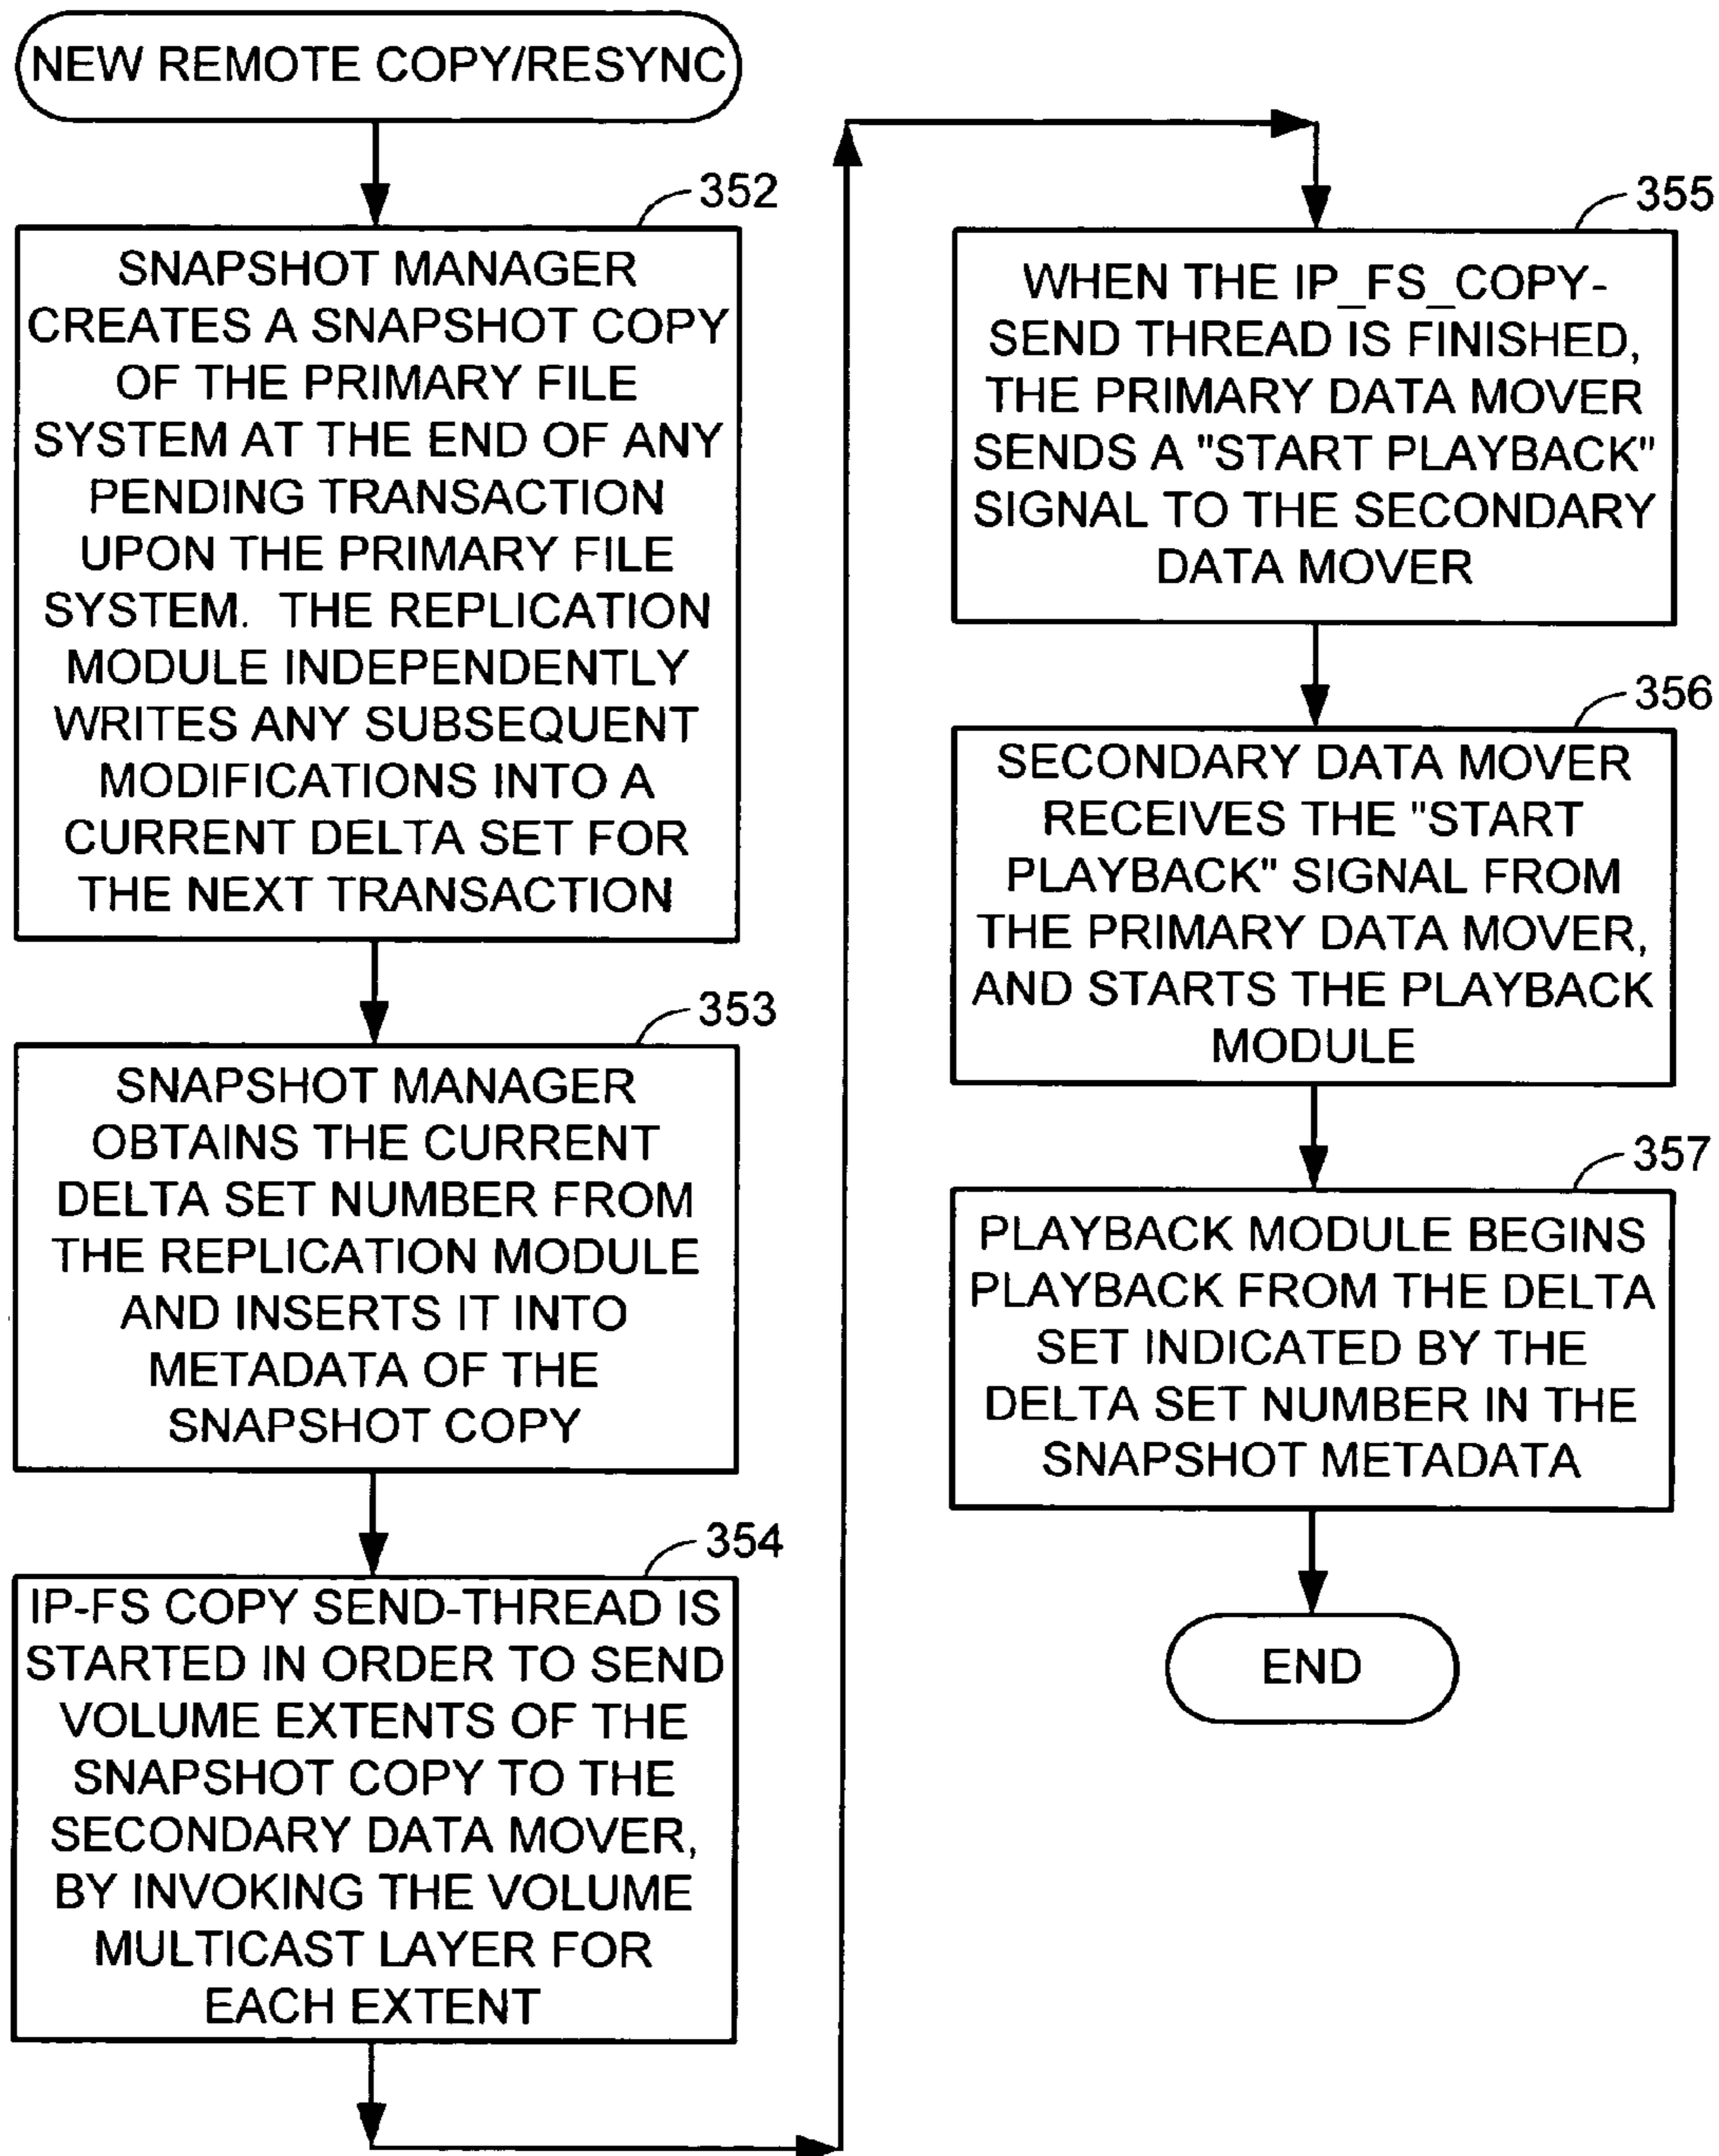 NEW REMOTE COPY/RESYNC
352
SNAPSHOT MANAGER
CREATES A SNAPSHOT COPY
OF THE PRIMARY FILE
SYSTEM AT THE END OF ANY
PENDING TRANSACTION
UPON THE PRIMARY FILE
SYSTEM. THE REPLICATION
MODULE INDEPENDENTLY
WRITES ANY SUBSEQUENT
MODIFICATIONS INTO A
CURRENT DELTA SET FOR
THE NEXT TRANSACTION
353
SNAPSHOT MANAGER
OBTAINS THE CURRENT
DELTA SET NUMBER FROM
THE REPLICATION MODULE
AND INSERTS IT INTO
METADATA OF THE
SNAPSHOT COPY
354
IP-FS COPY SEND-THREAD IS
STARTED IN ORDER TO SEND
VOLUME EXTENTS OF THE
SNAPSHOT COPY TO THE
SECONDARY DATA MOVER,
BY INVOKING THE VOLUME
MULTICAST LAYER FOR
EACH EXTENT
355
WHEN THE IP_FS_COPY-
SEND THREAD IS FINISHED,
THE PRIMARY DATA MOVER
SENDS A "START PLAYBACK"
SIGNAL TO THE SECONDARY
DATA MOVER
356
SECONDARY DATA MOVER
RECEIVES THE "START
PLAYBACK" SIGNAL FROM
THE PRIMARY DATA MOVER,
AND STARTS THE PLAYBACK
MODULE
357
PLAYBACK MODULE BEGINS
PLAYBACK FROM THE DELTA
SET INDICATED BY THE
DELTA SET NUMBER IN THE
SNAPSHOT METADATA
END